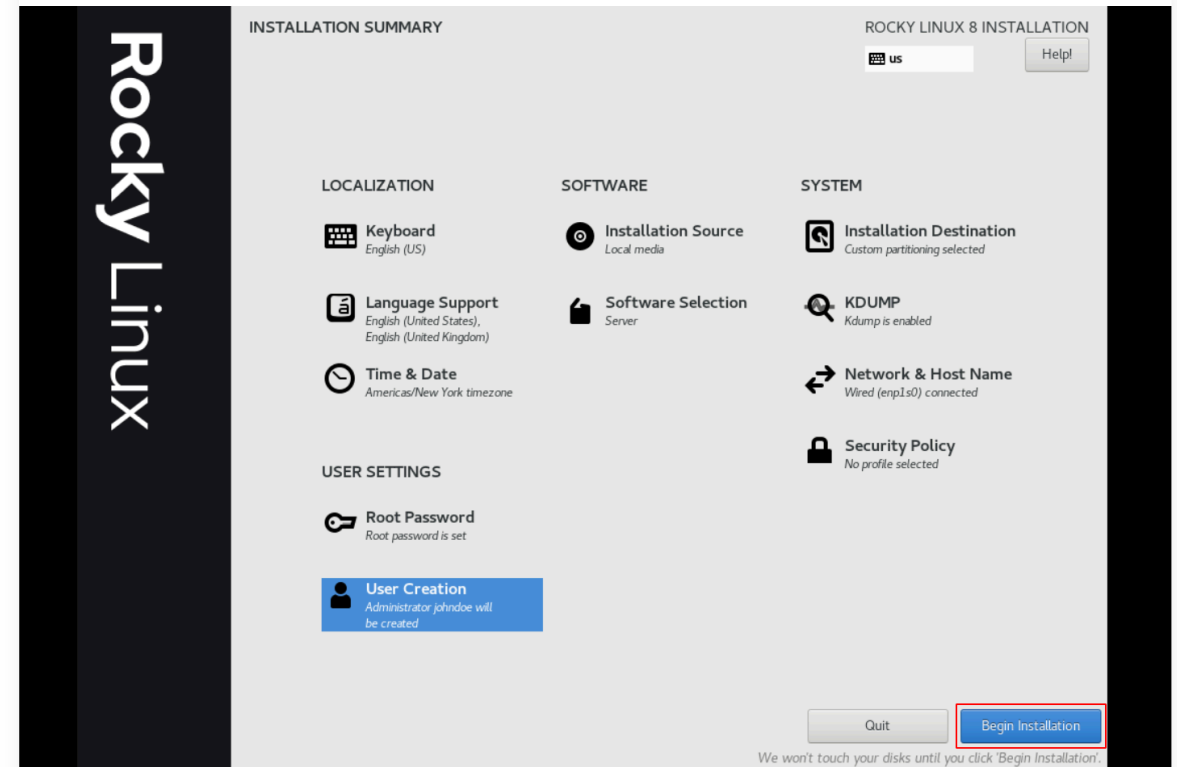 Rocky Linux
INSTALLATION SUMMARY
ROCKY LINUX 8 INSTALLATION
us
Help!
LOCALIZATION
Keyboard
English (US)
Language Support
English (United States),
English (United Kingdom)
Time & Date
Americas/New York timezone
SOFTWARE
Installation Source
Local media
Software Selection
Server
SYSTEM
Installation Destination
Custom partitioning selected
KDUMP
Kdump is enabled
Network & Host Name
Wired (enp1s0) connected
Security Policy
No profile selected
USER SETTINGS
Root Password
Root password is set
User Creation
Administrator johndoe will
be created
Quit
Begin Installation
We won't touch your disks until you click 'Begin Installation'.